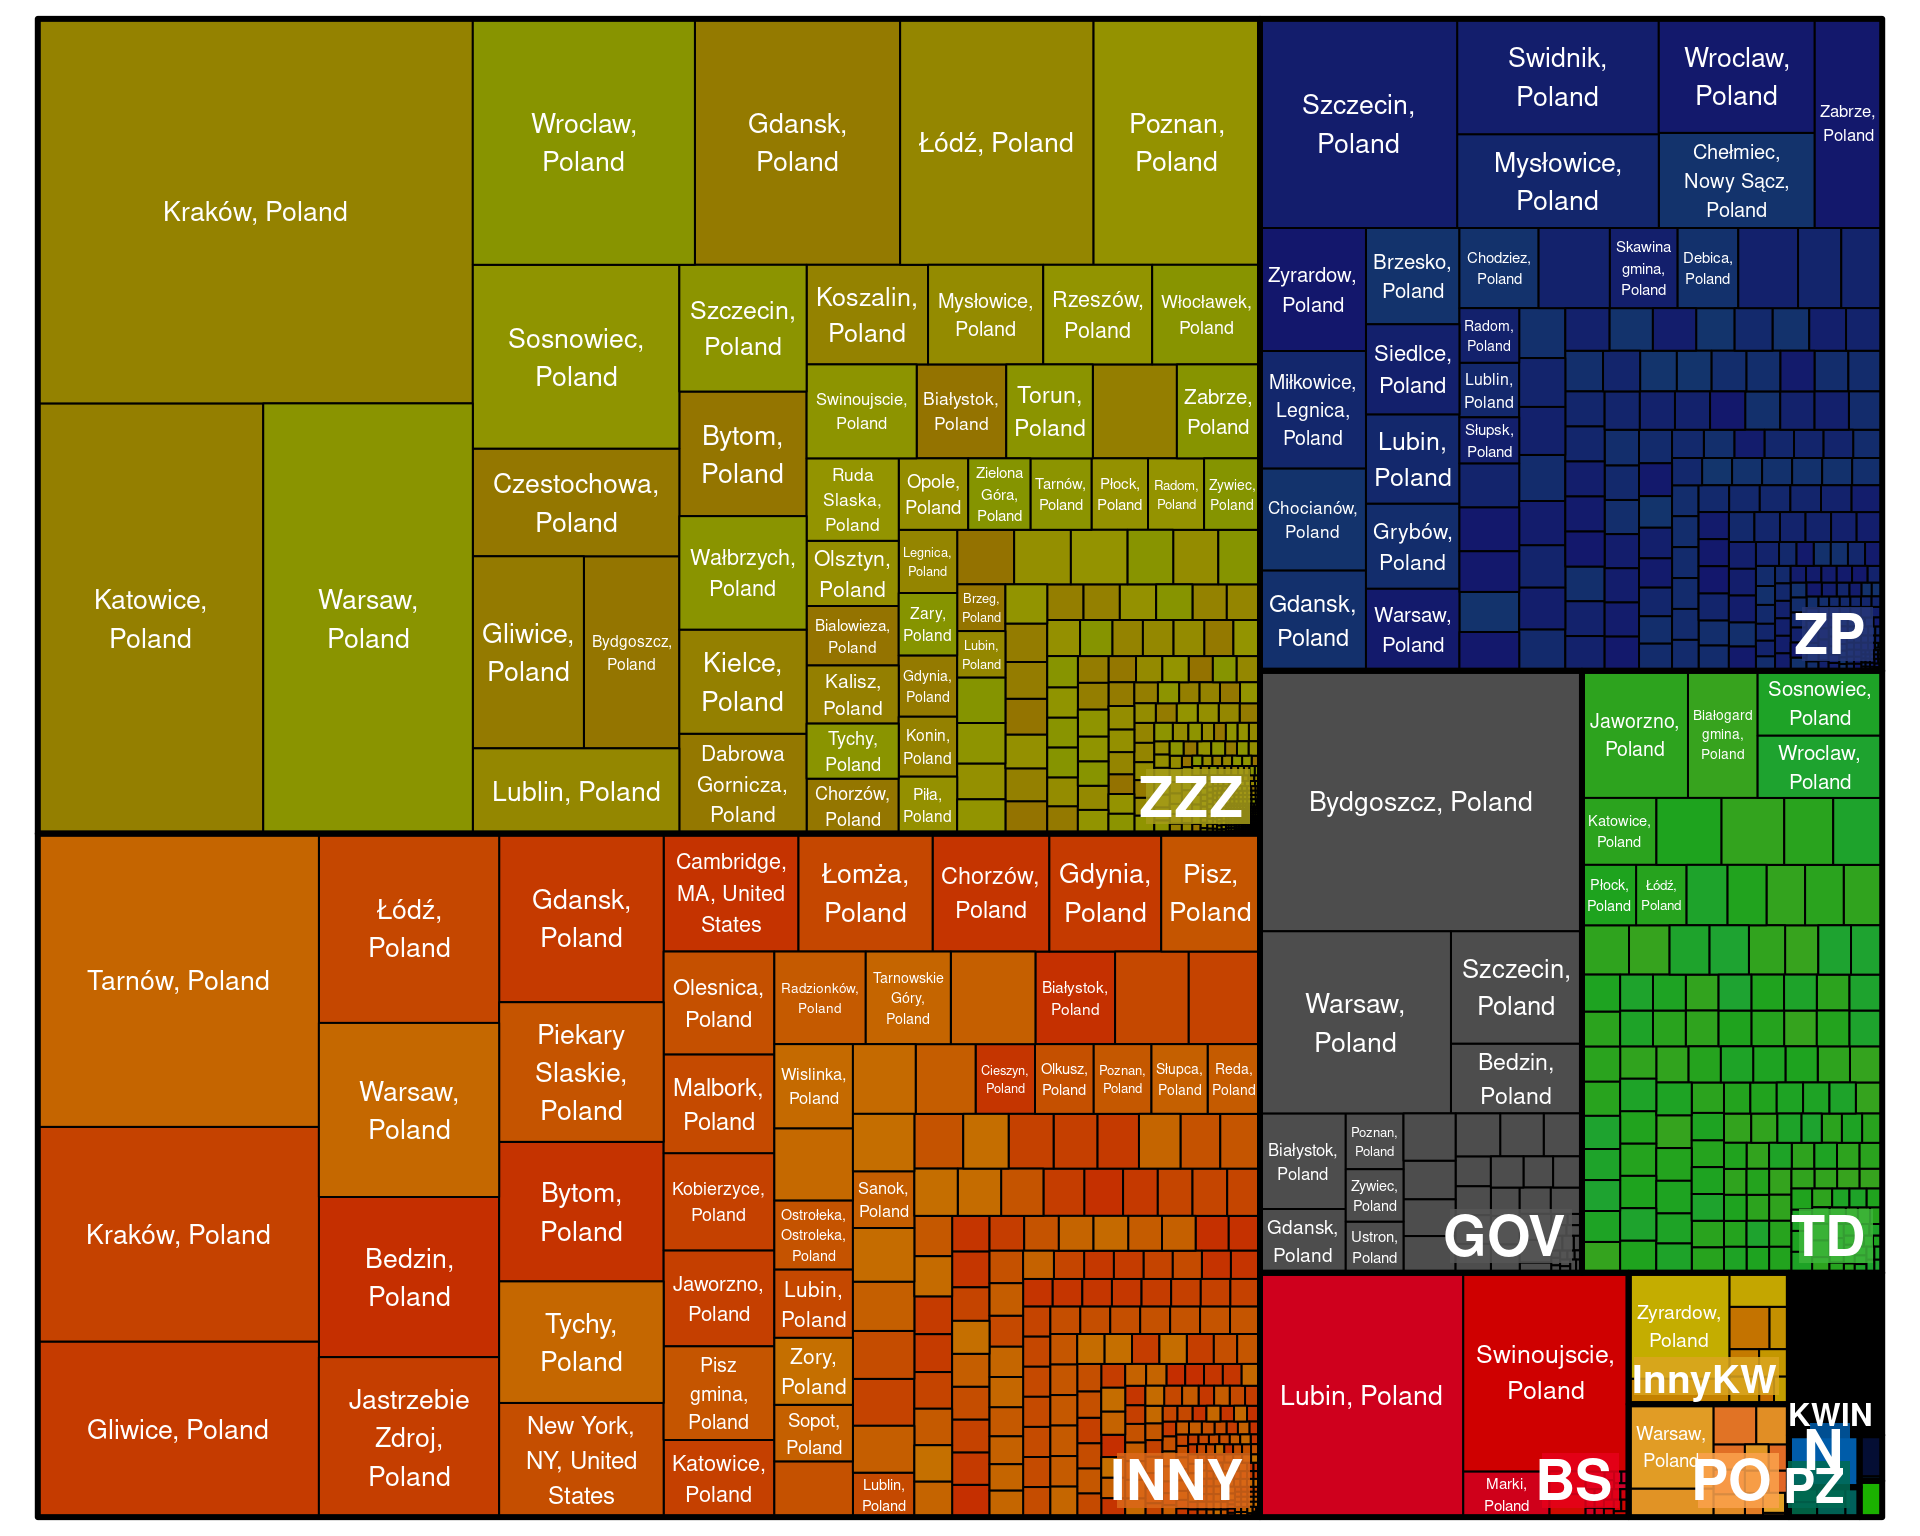 Kraków, Poland
Katowice,
Poland
Warsaw,
Poland
Wroclaw,
Poland
Gdansk,
Poland
Łódź, Poland
Poznan,
Poland
Sosnowiec,
Poland
Czestochowa,
Poland
Gliwice,
Poland
Bydgoszcz,
Poland
Lublin, Poland
Szczecin,
Poland
Bytom,
Poland
Wałbrzych,
Poland
Kielce,
Poland
Dabrowa
Gornicza,
Poland
Koszalin,
Poland
Mysłowice,
Poland
Rzeszów,
Poland
Włocławek,
Poland
Swinoujscie,
Poland
Białystok,
Poland
Torun,
Poland
Zabrze,
Poland
Ruda
Slaska,
Poland
Olsztyn,
Poland
Bialowieza,
Poland
Kalisz,
Poland
Tychy,
Poland
Chorzów,
Poland
Opole,
Poland
Zielona
Góra,
Poland
Tarnów,
Poland
Płock,
Poland
Radom,
Poland
Zywiec,
Poland
Legnica,
Poland
Zary,
Poland
Gdynia,
Poland
Konin,
Poland
Piła,
Poland
Brzeg,
Poland
Lubin,
Poland
ZZZ
Szczecin,
Poland
Swidnik,
Poland
Mysłowice,
Poland
Wroclaw,
Poland
Chełmiec,
Nowy Sącz,
Poland
Zabrze,
Poland
Zyrardow,
Poland
Miłkowice,
Legnica,
Poland
Chocianów,
Poland
Gdansk,
Poland
Brzesko,
Poland
Siedlce,
Poland
Lubin,
Poland
Grybów,
Poland
Warsaw,
Poland
Chodziez,
Poland
Skawina
gmina,
Poland
Debica,
Poland
Radom,
Poland
Lublin,
Poland
Słupsk,
Poland
ZP
Bydgoszcz, Poland
Warsaw,
Poland
Szczecin,
Poland
Bedzin,
Poland
Białystok,
Poland
Gdansk,
Poland
Poznan,
Poland
Zywiec,
Poland
Ustron,
Poland
GOV
Jaworzno,
Poland
Białogard
gmina,
Poland
Sosnowiec,
Poland
Wroclaw,
Poland
Katowice,
Poland
Płock,
Poland
Łódź,
Poland
TD
Tarnów, Poland
Kraków, Poland
Gliwice, Poland
Łódź,
Poland
Warsaw,
Poland
Bedzin,
Poland
Jastrzebie
Zdroj,
Poland
Gdansk,
Poland
Piekary
Slaskie,
Poland
Bytom,
Poland
Tychy,
Poland
New York,
NY, United
States
Cambridge,
MA, United
States
Łomża,
Poland
Chorzów,
Poland
Gdynia,
Poland
Pisz,
Poland
Olesnica,
Poland
Malbork,
Poland
Kobierzyce,
Poland
Jaworzno,
Poland
Pisz
gmina,
Poland
Katowice,
Poland
Radzionków,
Poland
Tarnowskie
Góry,
Poland
Białystok,
Poland
Wislinka,
Poland
Cieszyn,
Poland
Olkusz,
Poland
Poznan,
Poland
Słupca,
Poland
Reda,
Poland
Ostrołeka,
Ostroleka,
Poland
Lubin,
Poland
Zory,
Poland
Sopot,
Poland
Sanok,
Poland
Lublin,
Poland
INNY
Lubin, Poland
Swinoujscie,
Poland
Marki,
Poland
BS
Zyrardow,
Poland
InnyKW
Warsaw,
Poland
PO
KWIN
N
PZ